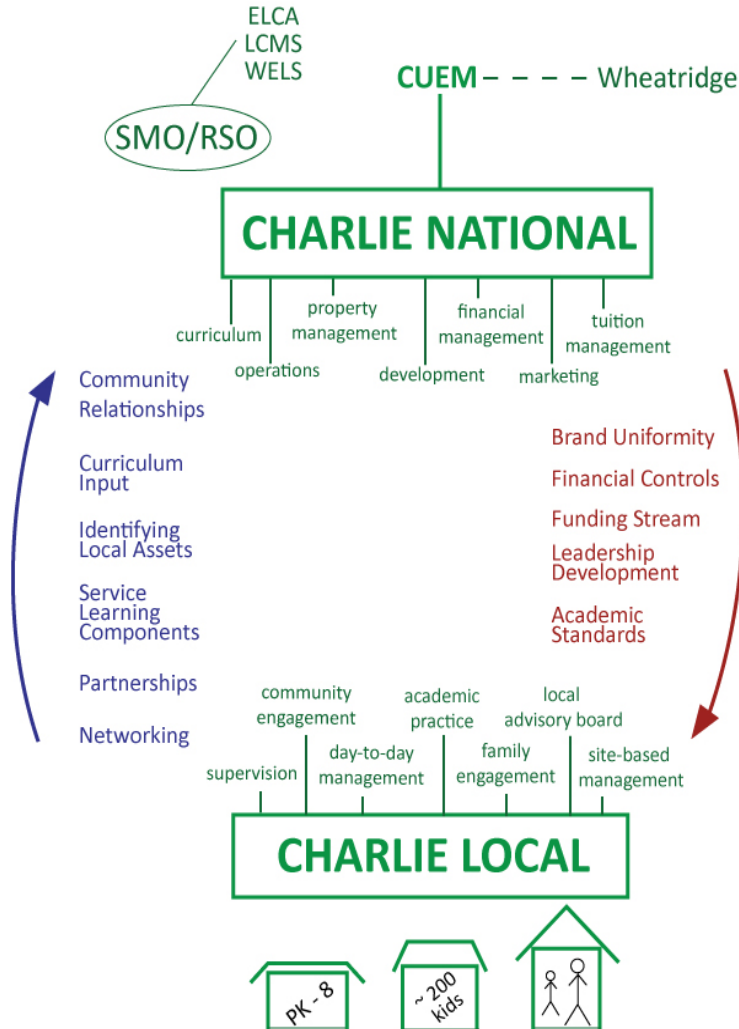 ELCA
LCMS
WELS
SMO/RSO
CUEM - - - - - Wheatridge
CHARLIE NATIONAL
curriculum
operations
property
management
development
financial
management
marketing
tuition
management
Community
Relationships
Curriculum
Input
Identifying
Local Assets
Service
Learning
Components
Partnerships
Networking
Brand Uniformity
Financial Controls
Funding Stream
Leadership
Development
Academic
Standards
supervision
community
engagement
day-to-day
management
academic
practice
family
engagement
local
advisory board
site-based
management
CHARLIE LOCAL
PK - 8
~ 200
kids